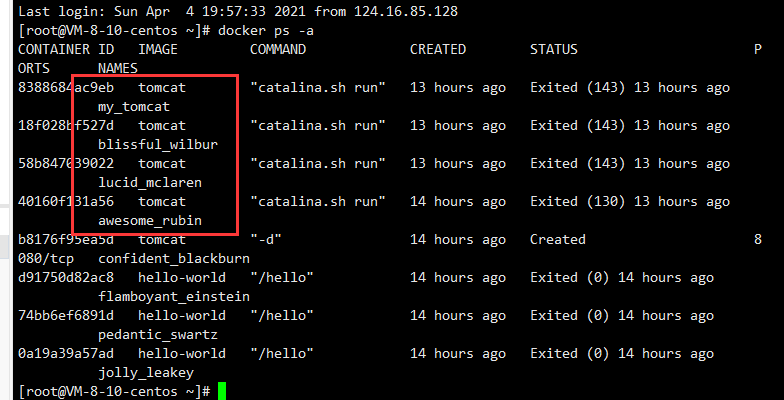 Last login: Sun Apr  4 19:57:33 2021 from 124.16.85.128
[root@VM-8-10-centos ~]# docker ps -a
CONTAINER ID   IMAGE         COMMAND             CREATED        STATUS                      P
ORTS      NAMES
8388684ac9eb   tomcat        "catalina.sh run"   13 hours ago   Exited (143) 13 hours ago
          my_tomcat
18f028bf527d   tomcat        "catalina.sh run"   13 hours ago   Exited (143) 13 hours ago
          blissful_wilbur
58b847039022   tomcat        "catalina.sh run"   13 hours ago   Exited (143) 13 hours ago
          lucid_mclaren
40160f131a56   tomcat        "catalina.sh run"   14 hours ago   Exited (130) 13 hours ago
          awesome_rubin
b8176f95ea5d   tomcat        "-d"                14 hours ago   Created                     8
080/tcp   confident_blackburn
d91750d82ac8   hello-world   "/hello"            14 hours ago   Exited (0) 14 hours ago
          flamboyant_einstein
74bb6ef6891d   hello-world   "/hello"            14 hours ago   Exited (0) 14 hours ago
          pedantic_swartz
0a19a39a57ad   hello-world   "/hello"            14 hours ago   Exited (0) 14 hours ago
          jolly_leakey
[root@VM-8-10-centos ~]#